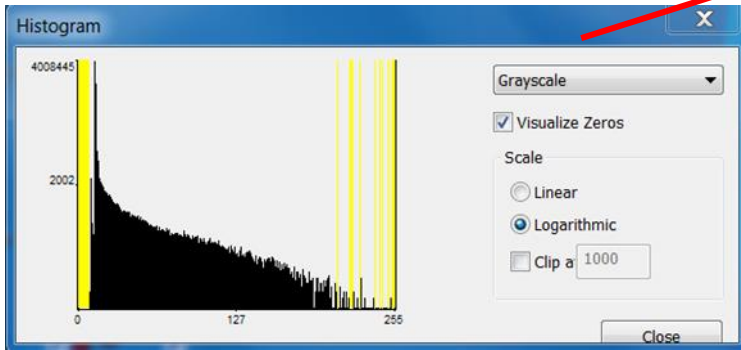 Histogram
X
4008445
2002
0
127
255
Grayscale
Visualize Zeros
Scale
Linear
Logarithmic
Clip a 1000
Close